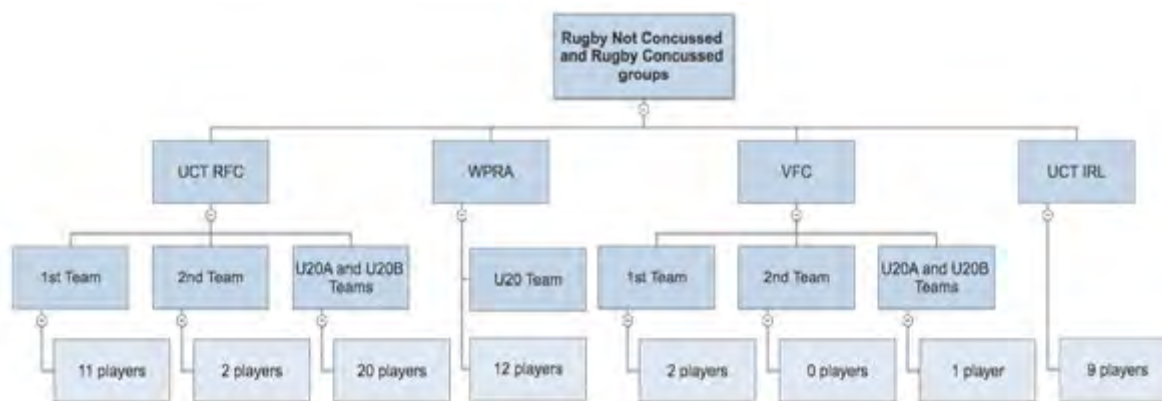 Rugby Not Concussed
and Rugby Concussed
groups
UCT RFC
WPRA
VFC
UCT IRL
1st Team
2nd Team
U20A and U20B
Teams
U20 Team
1st Team
2nd Team
U20A and U20B
Teams
11 players
2 players
20 players
12 players
2 players
0 players
1 player
9 players